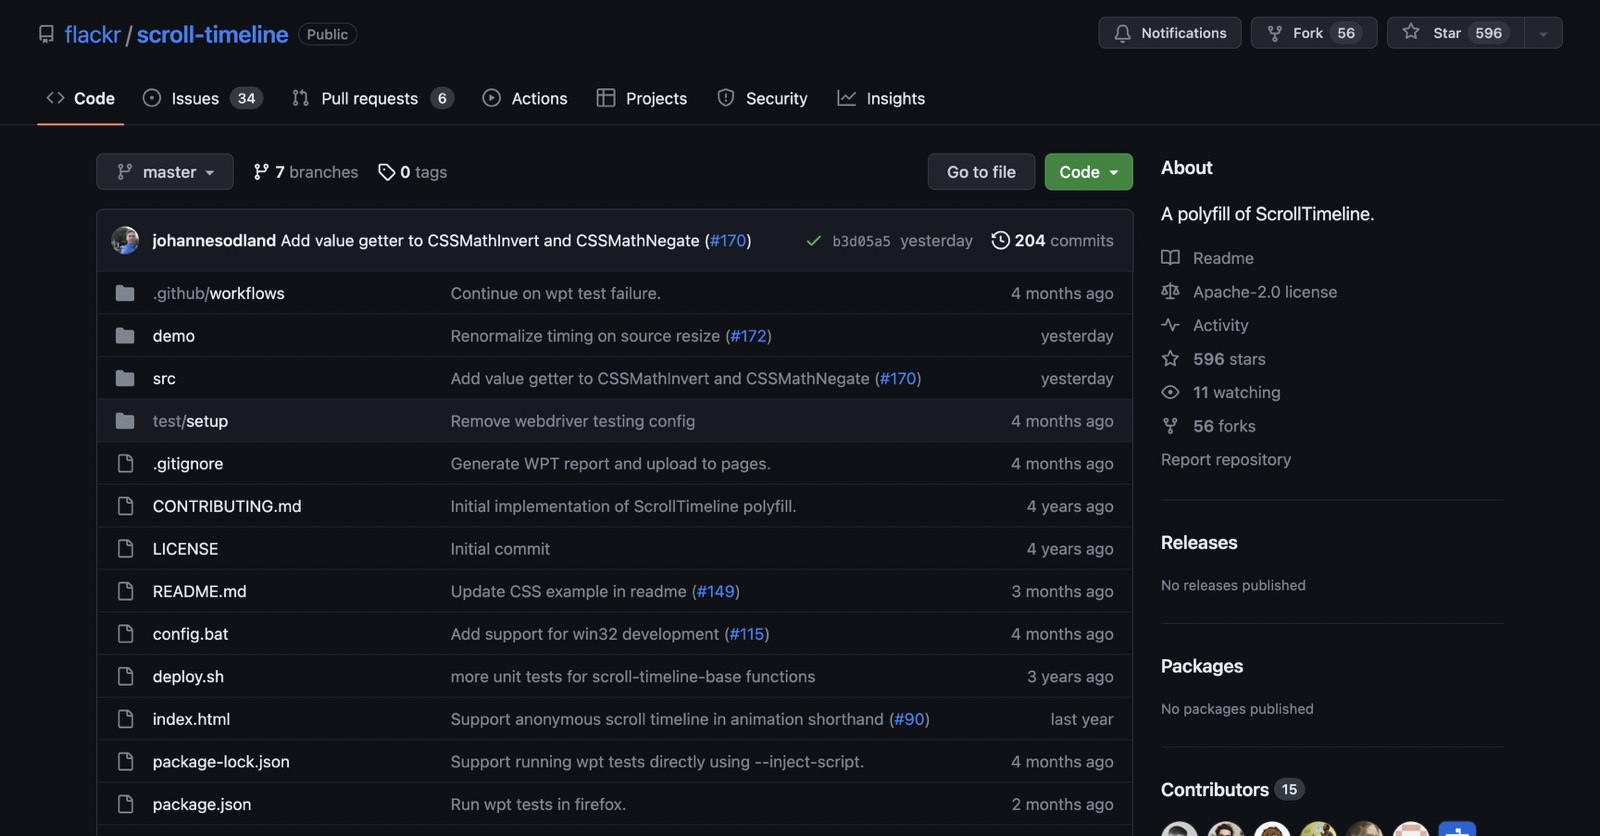 flackr / scroll-timeline Public Notifications Fork 56 Star 596
Code Issues 34 Pull requests 6 Actions Projects Security Insights
master 7 branches 0 tags Go to file Code
johannesodland Add value getter to CSSMathInvert and CSSMathNegate (#170) b3d05a5 yesterday 204 commits
.github/workflows Continue on wpt test failure. 4 months ago
demo Renormalize timing on source resize (#172) yesterday
src Add value getter to CSSMathInvert and CSSMathNegate (#170) yesterday
test/setup Remove webdriver testing config 4 months ago
.gitignore Generate WPT report and upload to pages. 4 months ago
CONTRIBUTING.md Initial implementation of ScrollTimeline polyfill. 4 years ago
LICENSE Initial commit 4 years ago
README.md Update CSS example in readme (#149) 3 months ago
config.bat Add support for win32 development (#115) 4 months ago
deploy.sh more unit tests for scroll-timeline-base functions 3 years ago
index.html Support anonymous scroll timeline in animation shorthand (#90) last year
package-lock.json Support running wpt tests directly using --inject-script. 4 months ago
package.json Run wpt tests in firefox. 2 months ago
About
A polyfill of ScrollTimeline.
Readme
Apache-2.0 license
Activity
596 stars
11 watching
56 forks
Report repository
Releases
No releases published
Packages
No packages published
Contributors 15